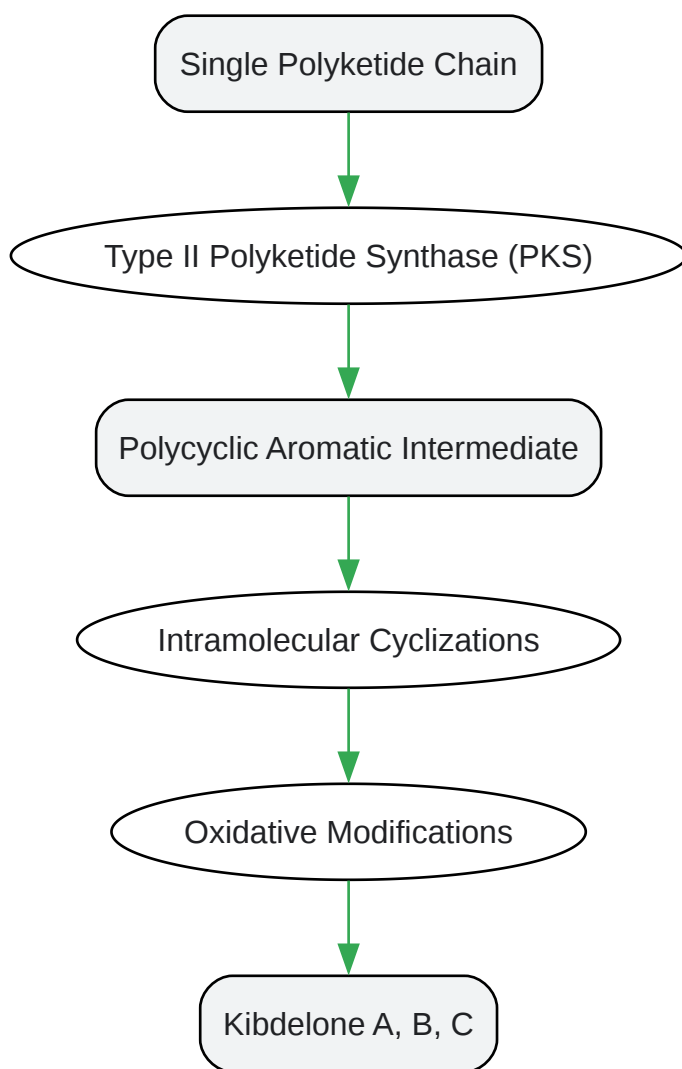 Single Polyketide Chain
Type II Polyketide Synthase (PKS)
Polycyclic Aromatic Intermediate
Intramolecular Cyclizations
Oxidative Modifications
Kibdelone A, B, C